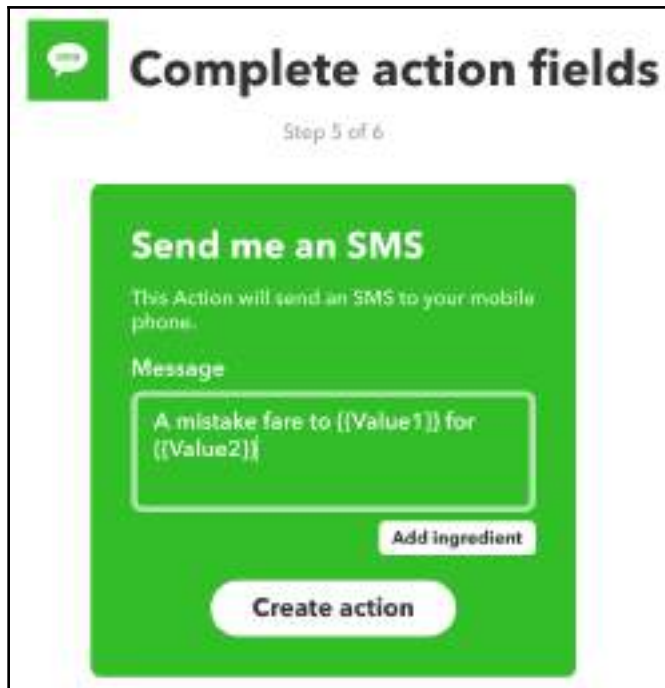 Complete action fields
Step 5 of 6
Send me an SMS
This Action will send an SMS to your mobile
phone.
Message
A mistake fare to {{Value1}} for
{{Value2}}
Add ingredient
Create action